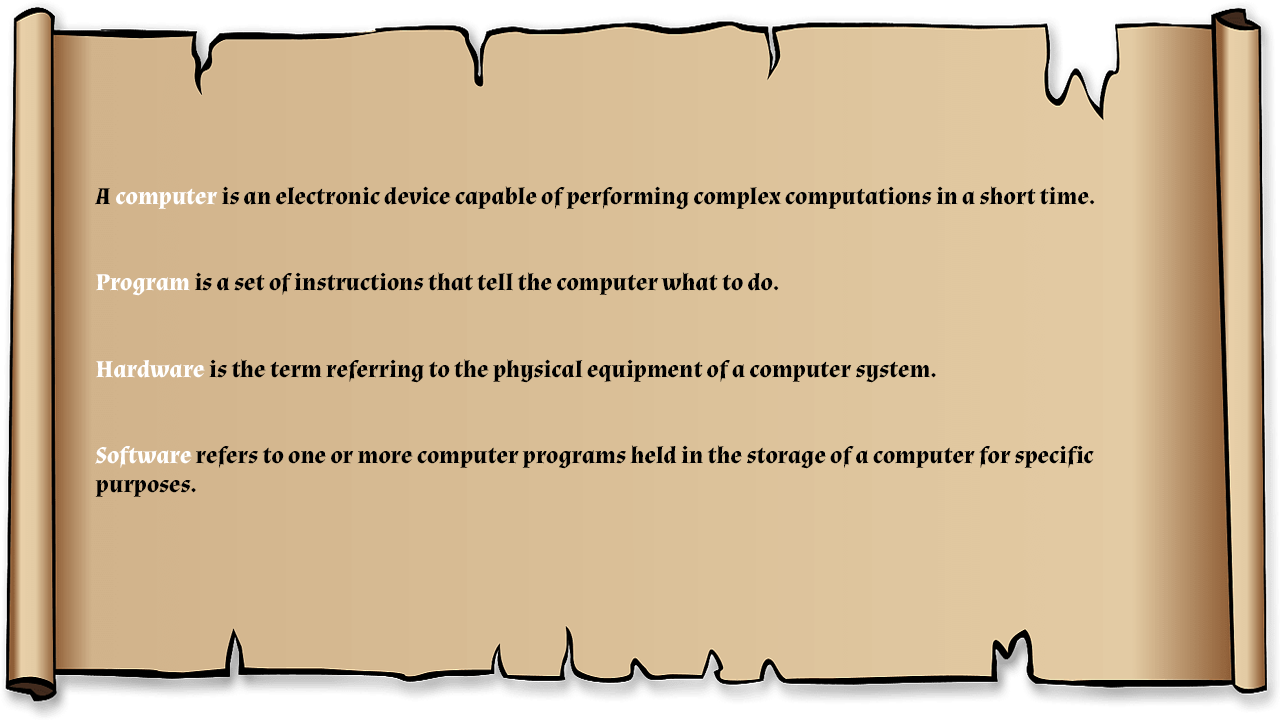 A computer is an electronic device capable of performing complex computations in a short time.
Program is a set of instructions that tell the computer what to do.
Hardware is the term referring to the physical equipment of a computer system.
Software refers to one or more computer programs held in the storage of a computer for specific
purposes.